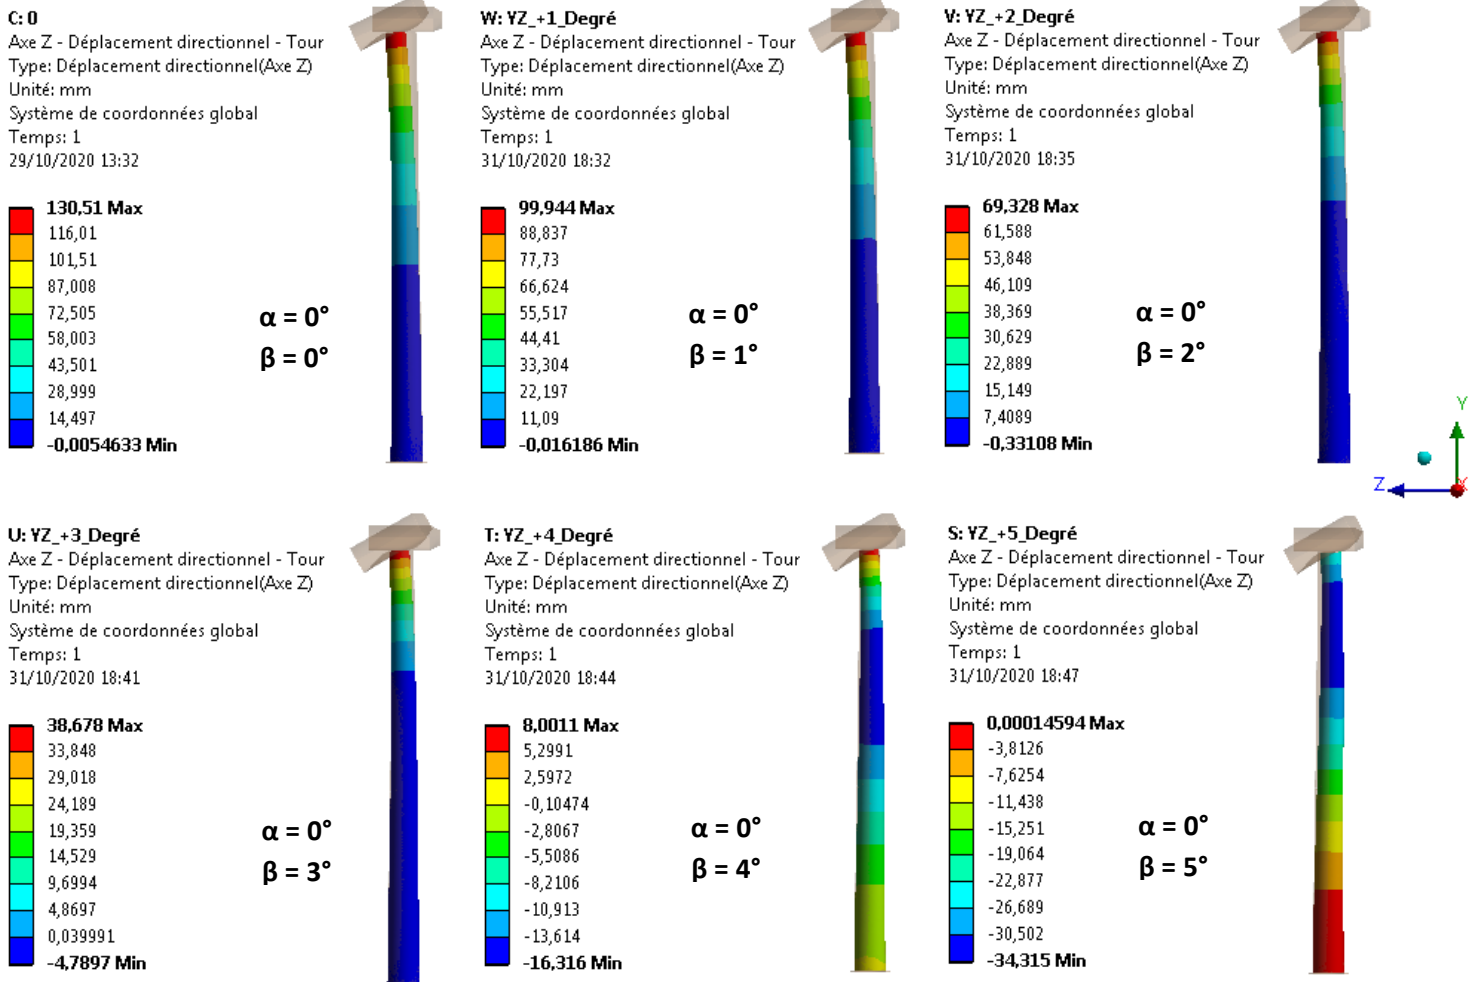 C: 0
Axe Z - Déplacement directionnel - Tour
Type: Déplacement directionnel(Axe Z)
Unité: mm
Système de coordonnées global
Temps: 1
29/10/2020 13:32
130,51 Max
116,01
101,51
87,008
72,505
58,003
43,501
28,999
14,497
-0,0054633 Min
α = 0°
β = 0°
W: YZ_+1_Degré
Axe Z - Déplacement directionnel - Tour
Type: Déplacement directionnel(Axe Z)
Unité: mm
Système de coordonnées global
Temps: 1
31/10/2020 18:32
99,944 Max
88,837
77,73
66,624
55,517
44,41
33,304
22,197
11,09
-0,016186 Min
α = 0°
β = 1°
V: YZ_+2_Degré
Axe Z - Déplacement directionnel - Tour
Type: Déplacement directionnel(Axe Z)
Unité: mm
Système de coordonnées global
Temps: 1
31/10/2020 18:35
69,328 Max
61,588
53,848
46,109
38,369
30,629
22,889
15,149
7,4089
-0,33108 Min
α = 0°
β = 2°
Y
Z
X
U: YZ_+3_Degré
Axe Z - Déplacement directionnel - Tour
Type: Déplacement directionnel(Axe Z)
Unité: mm
Système de coordonnées global
Temps: 1
31/10/2020 18:41
38,678 Max
33,848
29,018
24,189
19,359
14,529
9,6994
4,8697
0,039991
-4,7897 Min
α = 0°
β = 3°
T: YZ_+4_Degré
Axe Z - Déplacement directionnel - Tour
Type: Déplacement directionnel(Axe Z)
Unité: mm
Système de coordonnées global
Temps: 1
31/10/2020 18:44
8,0011 Max
5,2991
2,5972
-0,10474
-2,8067
-5,5086
-8,2106
-10,913
-13,614
-16,316 Min
α = 0°
β = 4°
S: YZ_+5_Degré
Axe Z - Déplacement directionnel - Tour
Type: Déplacement directionnel(Axe Z)
Unité: mm
Système de coordonnées global
Temps: 1
31/10/2020 18:47
0,00014594 Max
-3,8126
-7,6254
-11,438
-15,251
-19,064
-22,877
-26,689
-30,502
-34,315 Min
α = 0°
β = 5°